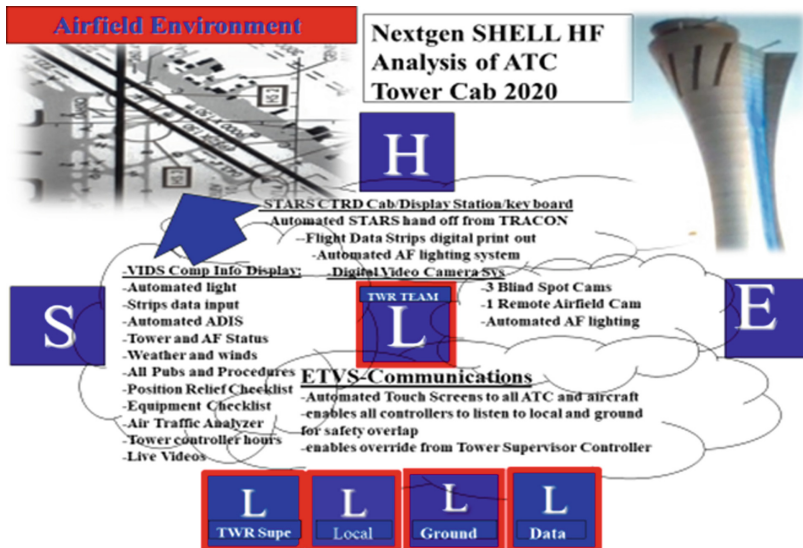 Airfield Environment
Nextgen SHELL HF
Analysis of ATC
Tower Cab 2020
HS 2
HS 3
H
STARS CTRD Cab/Display Station/key board
-Automated STARS hand off from TRACON
--Flight Data Strips digital print out
-Automated AF lighting system
-Digital Video Camera Sys
-3 Blind Spot Cams
-1 Remote Airfield Cam
-Automated AF lighting
-VIDS Comp Info Display:
-Automated light
-Strips data input
-Automated ADIS
-Tower and AF Status
-Weather and winds
-All Pubs and Procedures
-Position Relief Checklist
-Equipment Checklist
-Air Traffic Analyzer
-Tower controller hours
-Live Videos
S
TWR TEAM
L
E
ETVS-Communications
-Automated Touch Screens to all ATC and aircraft
-enables all controllers to listen to local and ground
for safety overlap
-enables override from Tower Supervisor Controller
L
TWR Supe
L
Local
L
Ground
L
Data